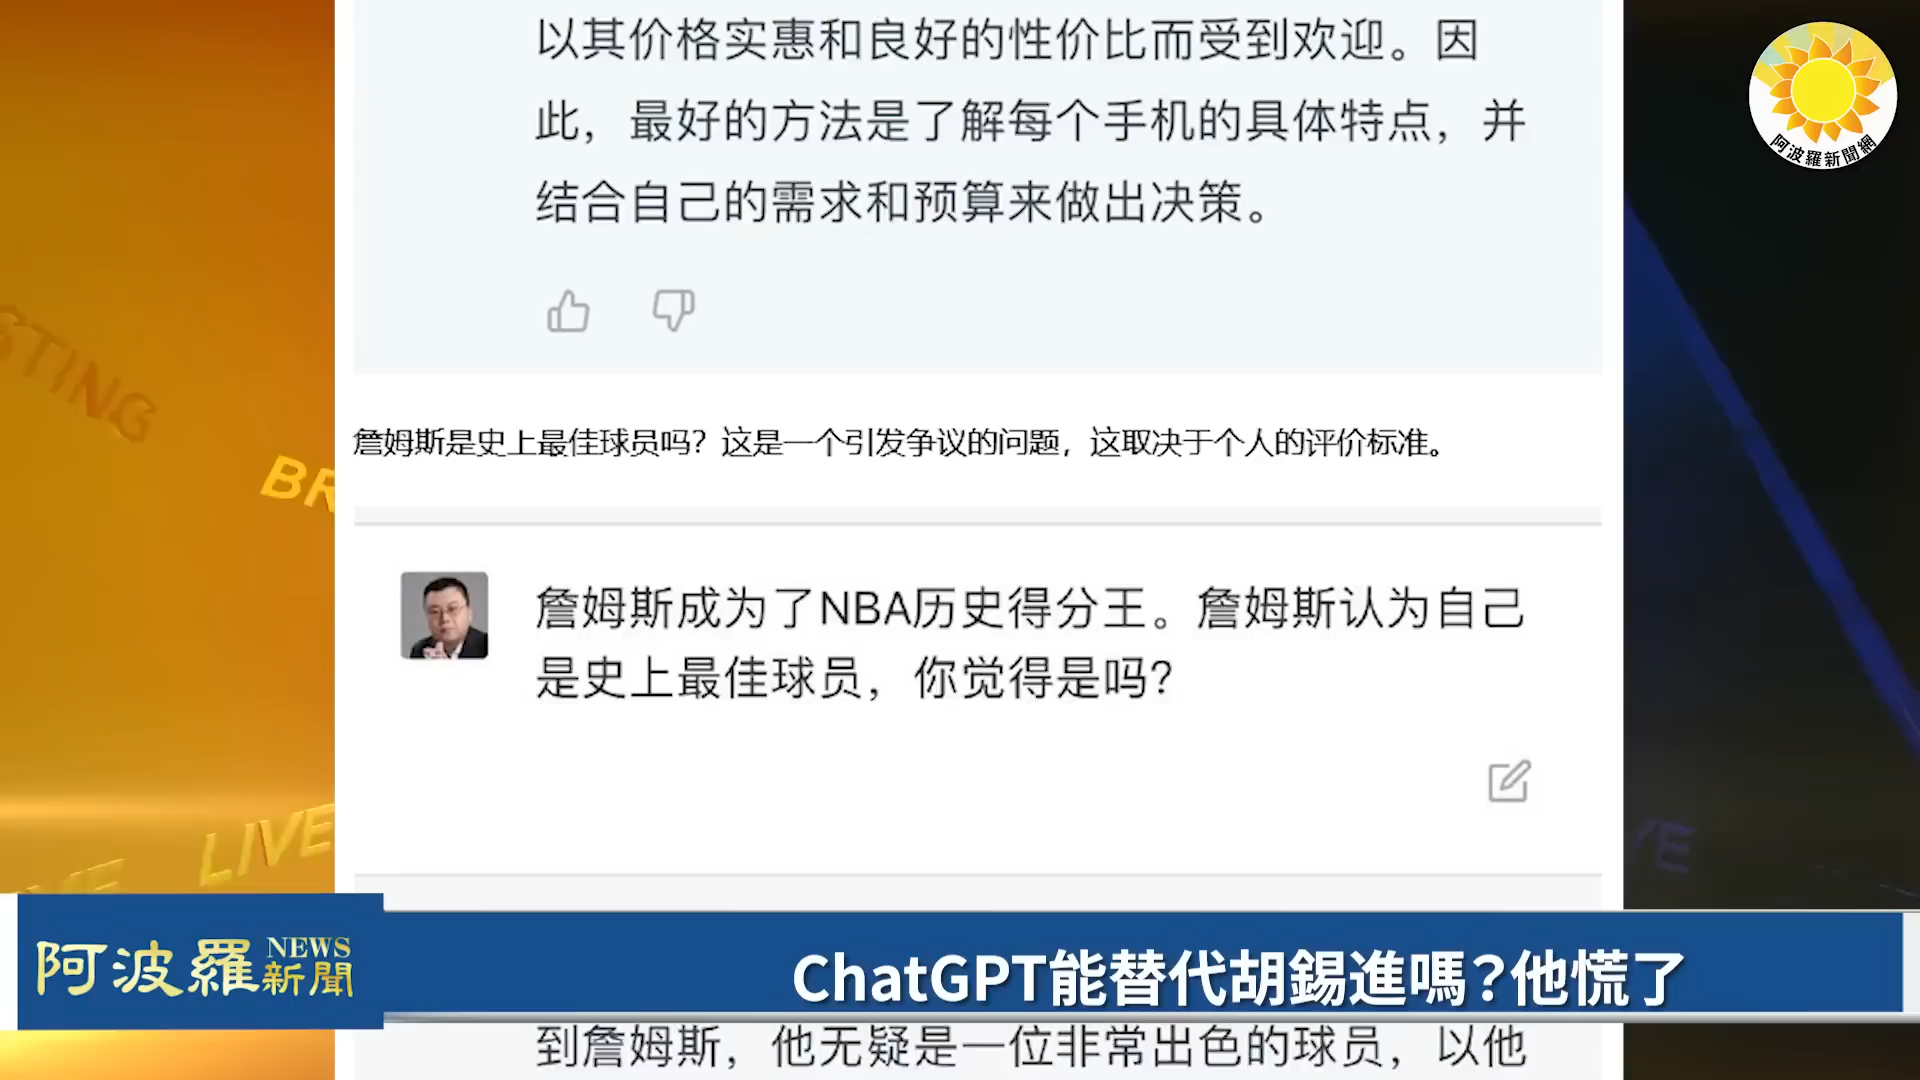 以其价格实惠和良好的性价比而受到欢迎。因
此，最好的方法是了解每个手机的具体特点，并
结合自己的需求和预算来做出决策。
阿波羅新聞網
STING
BR
詹姆斯是史上最佳球员吗？这是一个引发争议的问题，这取决于个人的评价标准。
詹姆斯成为了NBA历史得分王。詹姆斯认为自己
是史上最佳球员，你觉得是吗？
LIVE
VE
阿波羅 NEWS 新聞
ChatGPT能替代胡錫進嗎？他慌了
到詹姆斯，他无疑是一位非常出色的球员，以他